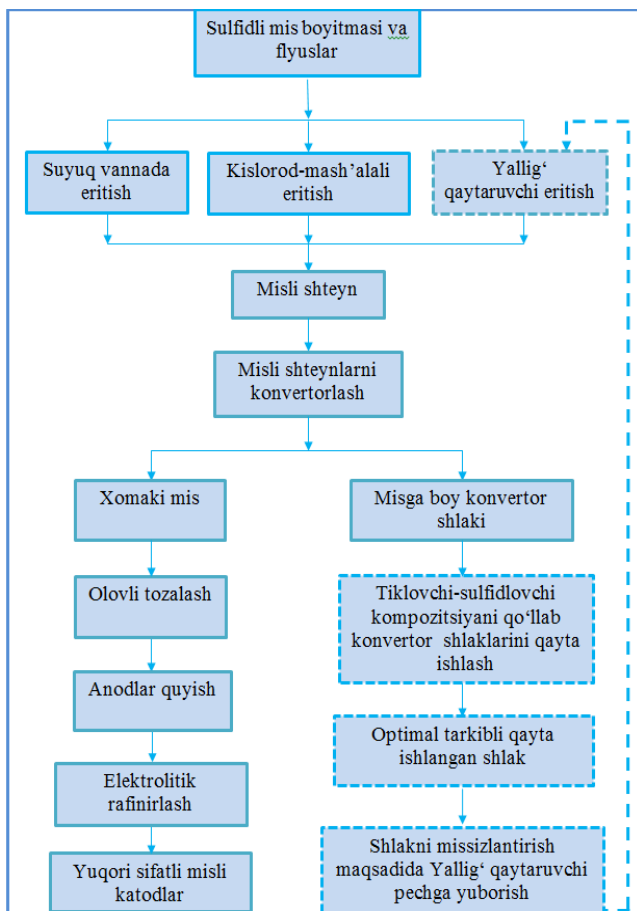 Sulfidli mis boyitmasi va
flyuslar
Suyuq vannada
eritish
Kislorod-mash’alali
eritish
Yallig‘
qaytaruvchi eritish
Misli shteyn
Misli shteynlarni
konvertorlash
Xomaki mis
Misga boy konvertor
shlaki
Olovli tozalash
Tiklovchi-sulfidlovchi
kompozitsiyani qo‘llab
konvertor shlaklarini qayta
ishlash
Anodlar quyish
Optimal tarkibli qayta
ishlangan shlak
Elektrolitik
rafinirlash
Yuqori sifatli misli
katodlar
Shlakni missizlantirish
maqsadida Yallig‘ qaytaruvchi
pechga yuborish